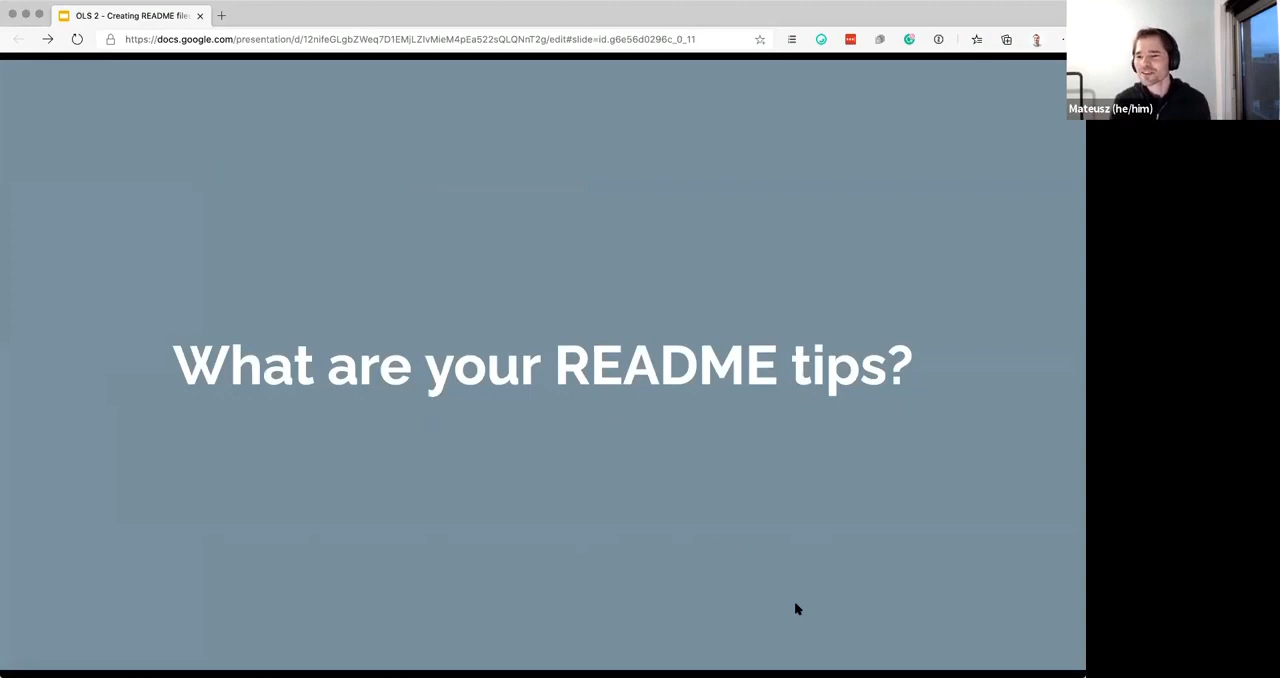 OLS 2 - Creating README file
https://docs.google.com/presentation/d/12nifeGLgbZWeq7D1EMjLZIvMieM4pEa522sQLQNnT2g/edit#slide=id.g6e56d0296c_0_11
Mateusz (he/him)
What are your README tips?